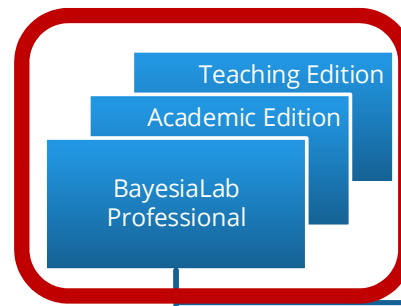 Teaching Edition
Academic Edition
BayesiaLab
Professional